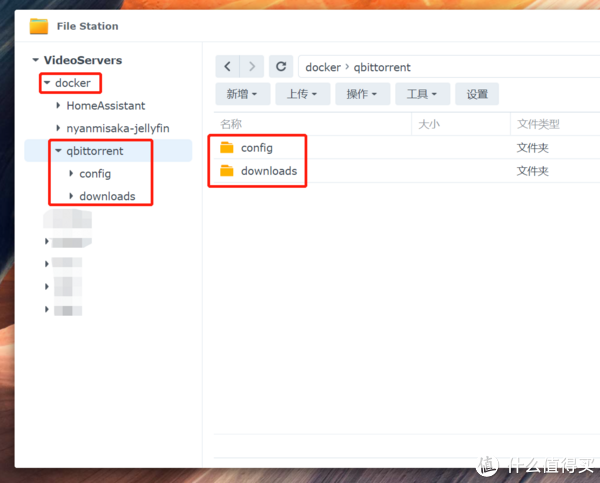 File Station
VideoServers
docker
HomeAssistant
nyanmisaka-jellyfin
qbittorrent
config
downloads
docker › qbittorrent
新增 上传 操作 工具 设置
名称 大小 文件类型
config 文件夹
downloads 文件夹
值 什么值得买